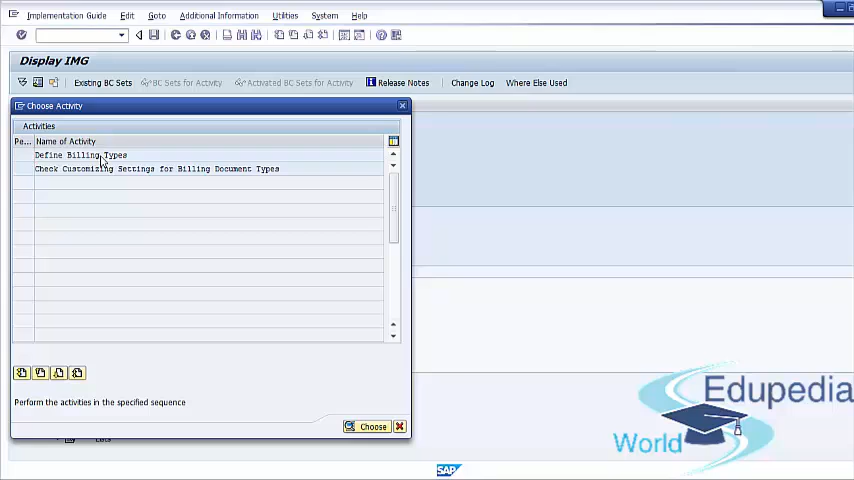 Implementation Guide Edit Goto Additional Information Utilities System Help
Display IMG
Existing BC Sets BC Sets for Activity Activated BC Sets for Activity Release Notes Change Log Where Else Used
Choose Activity
Activities
Pe... Name of Activity
Define Billing Types
Check Customizing Settings for Billing Document Types
Perform the activities in the specified sequence
Choose
SAP
Edupedia
World